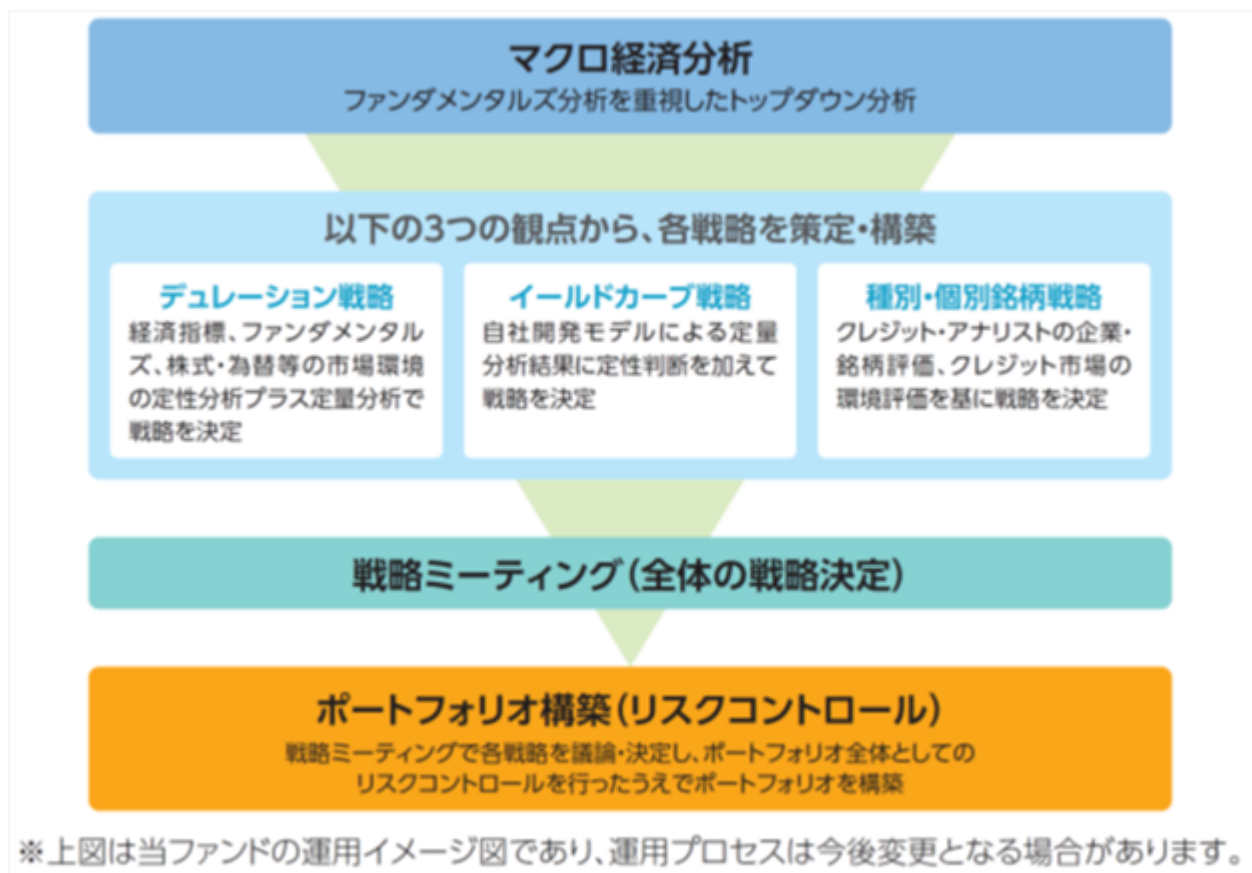 マクロ経済分析
ファンダメンタルズ分析を重視したトップダウン分析
以下の3つの観点から、各戦略を策定・構築
デュレーション戦略
経済指標、ファンダメンタル
ズ、株式・為替等の市場環境
の定性分析プラス定量分析で
戦略を決定
イールドカーブ戦略
自社開発モデルによる定量
分析結果に定性判断を加えて
戦略を決定
種別・個別銘柄戦略
クレジット・アナリストの企業・
銘柄評価、クレジット市場の
環境評価を基に戦略を決定
戦略ミーティング(全体の戦略決定)
ポートフォリオ構築(リスクコントロール)
戦略ミーティングで各戦略を議論・決定し、ポートフォリオ全体としての
リスクコントロールを行ったうえでポートフォリオを構築
※上図は当ファンドの運用イメージ図であり、運用プロセスは今後変更となる場合があります。